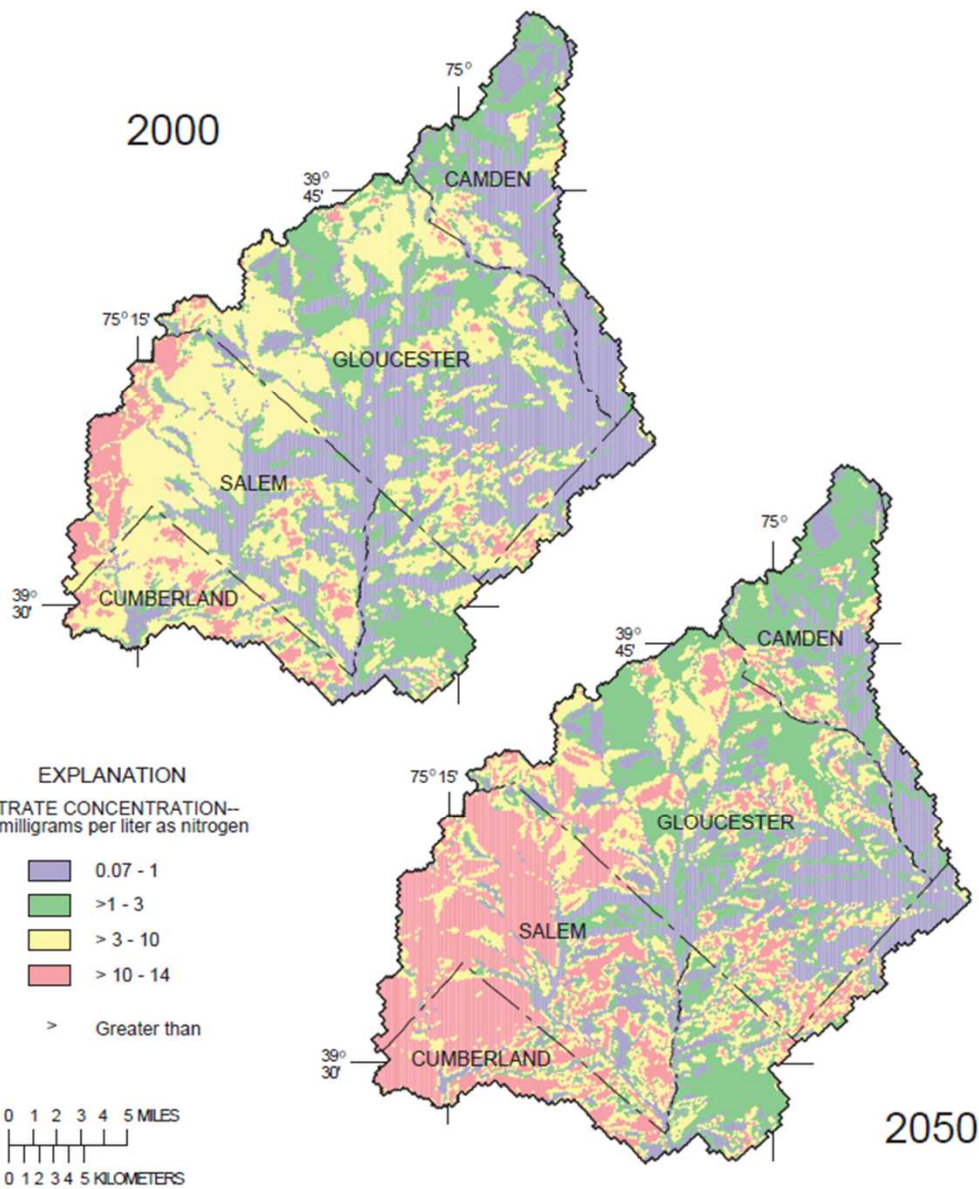 2000
75°
39°
45'
CAMDEN
75° 15'
GLOUCESTER
SALEM
39°
30'
CUMBERLAND
75°
39°
45'
CAMDEN
75° 15'
GLOUCESTER
SALEM
39°
30'
CUMBERLAND
2050
EXPLANATION
TRATE CONCENTRATION--
milligrams per liter as nitrogen
0.07 - 1
>1 - 3
> 3 - 10
> 10 - 14
> Greater than
0 1 2 3 4 5 MILES
0 1 2 3 4 5 KILOMETERS